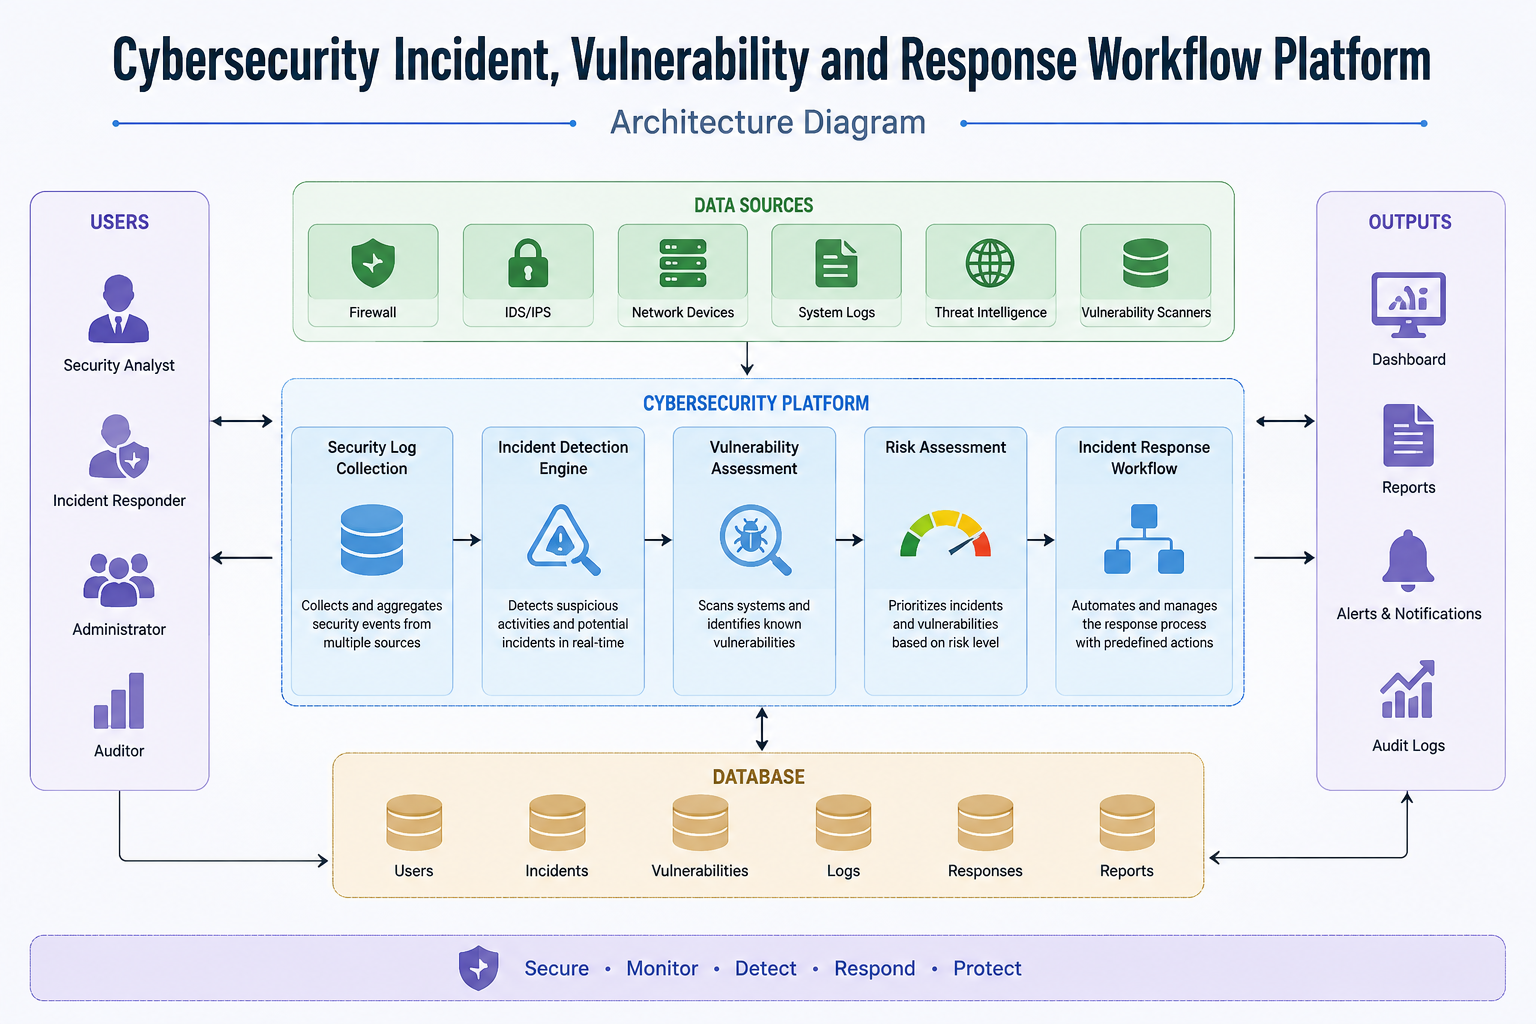 Cybersecurity Incident, Vulnerability and Response Workflow Platform
Architecture Diagram
USERS
Security Analyst
Incident Responder
Administrator
Auditor
DATA SOURCES
Firewall
IDS/IPS
Network Devices
System Logs
Threat Intelligence
Vulnerability Scanners
CYBERSECURITY PLATFORM
Security Log
Collection
Collects and aggregates
security events from
multiple sources
Incident Detection
Engine
Detects suspicious
activities and potential
incidents in real-time
Vulnerability
Assessment
Scans systems and
identifies known
vulnerabilities
Risk Assessment
Prioritizes incidents
and vulnerabilities
based on risk level
Incident Response
Workflow
Automates and manages
the response process
with predefined actions
OUTPUTS
Dashboard
Reports
Alerts & Notifications
Audit Logs
DATABASE
Users
Incidents
Vulnerabilities
Logs
Responses
Reports
Secure • Monitor • Detect • Respond • Protect